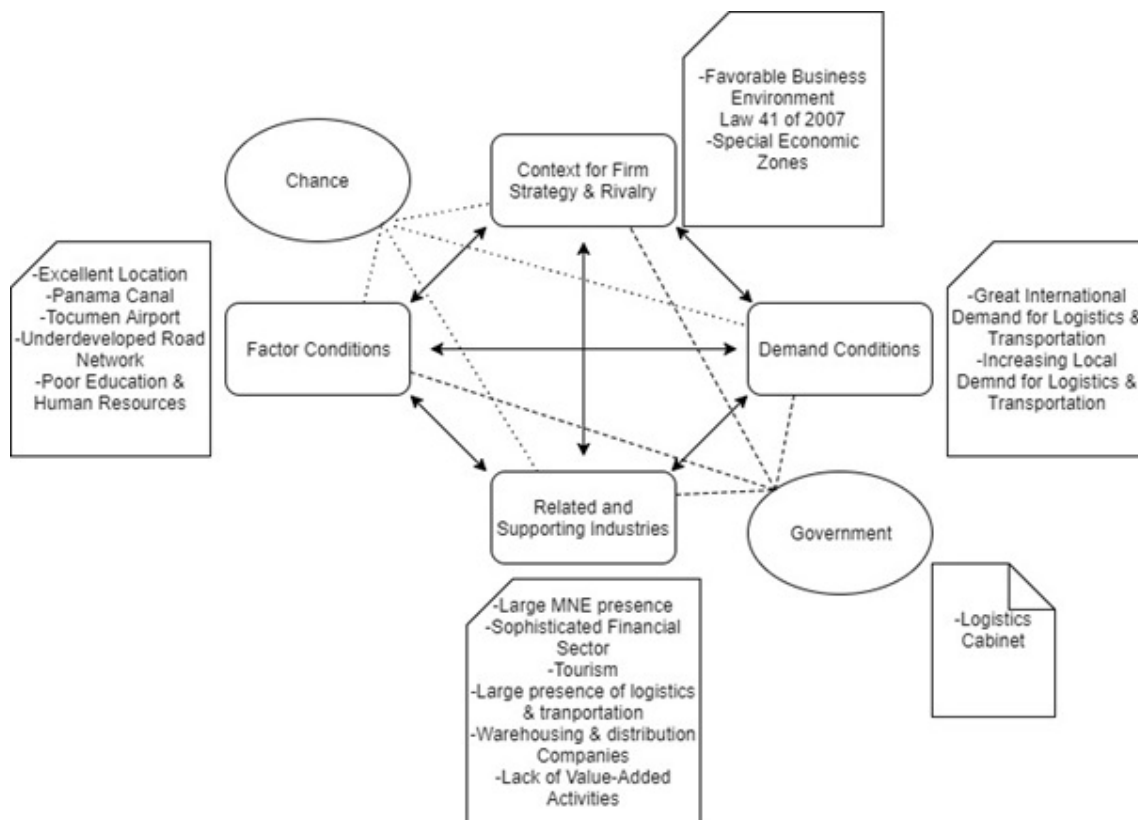 -Favorable Business
Environment
Law 41 of 2007
-Special Economic
Zones
Chance
Context for Firm
Strategy & Rivalry
-Excellent Location
-Panama Canal
-Tocumen Airport
-Underdeveloped Road
Network
-Poor Education &
Human Resources
Factor Conditions
Demand Conditions
-Great International
Demand for Logistics &
Transportation
-Increasing Local
Demnd for Logistics &
Transportation
Related and
Supporting Industries
Government
-Large MNE presence
-Sophisticated Financial
Sector
-Tourism
-Large presence of logistics
& tranportation
-Warehousing & distribution
Companies
-Lack of Value-Added
Activities
-Logistics
Cabinet